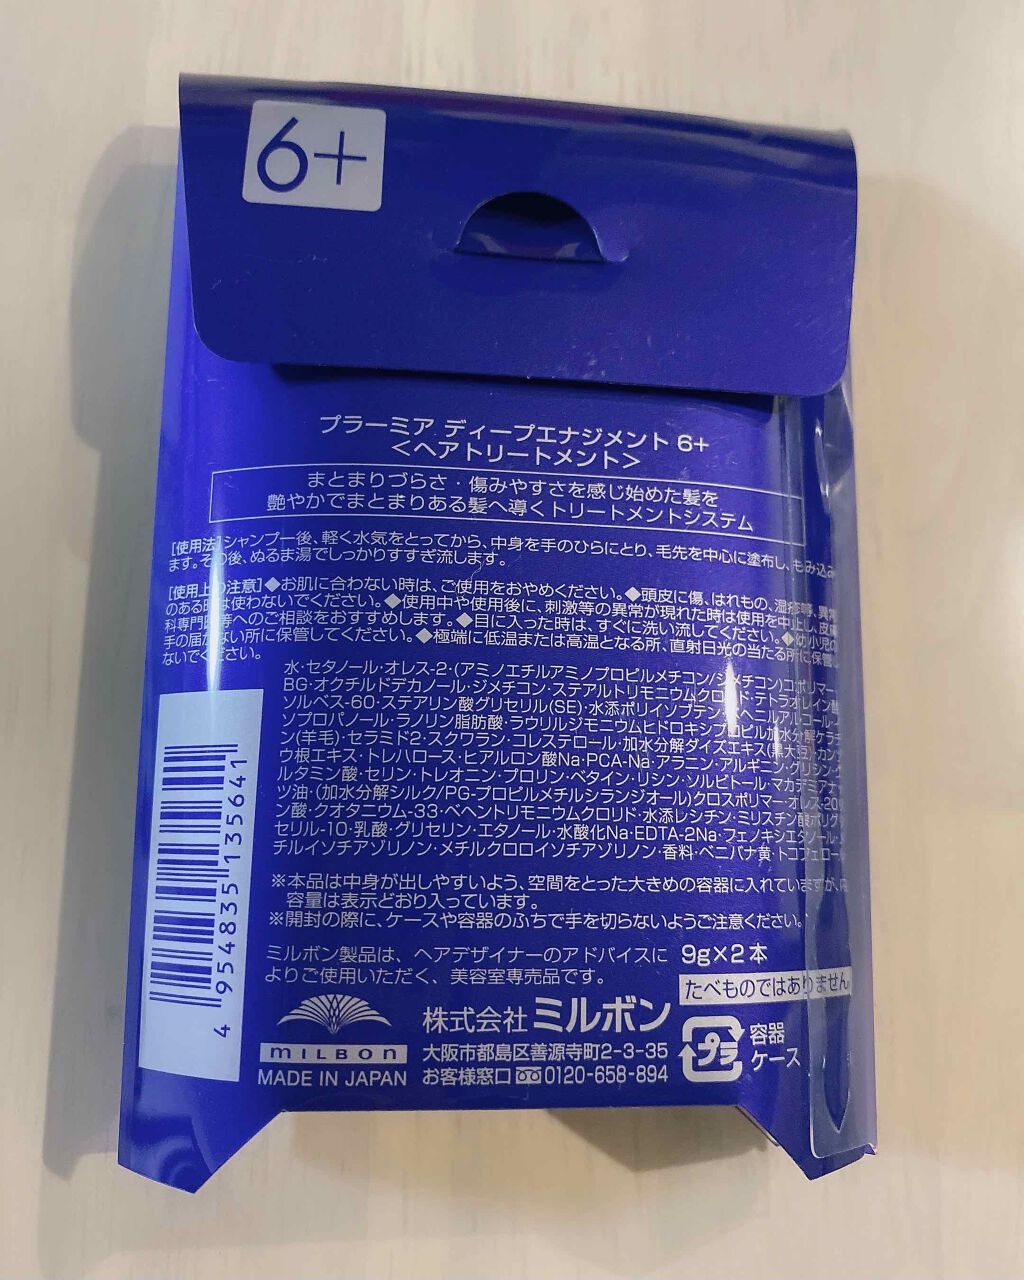 6+
プラーミア ディープエナジメント 6+
<ヘアトリートメント>
まとまりづらさ・傷みやすさを感じ始めた髪を
艶やかでまとまりある髪へ導くトリートメントシステム
[使用法]シャンプー後、軽く水気をとってから、中身を手のひらにとり、毛先を中心に塗布し、もみ込み
ます。その後、ぬるま湯でしっかりすすぎ流します。
[使用上の注意]◆お肌に合わない時は、ご使用をおやめください。◆頭皮に傷、はれもの、湿疹等、異常
のある時は使わないでください。◆使用中や使用後に、刺激等の異常が現れた時は使用を中止し、皮膚
科専門医等へのご相談をおすすめします。◆目に入った時は、すぐに洗い流してください。◆幼小児の
手の届かない所に保管してください。◆極端に低温または高温となる所、直射日光の当たる所に保管し
ないでください。
水・セタノール・オレス-2・(アミノエチルアミノプロピルメチコン/ジメチコン)コポリマー・
BG・オクチルドデカノール・ジメチコン・ステアルトリモニウムクロリド・テトラオレイン酸
ソルベス-60・ステアリン酸グリセリル(SE)・水添ポリイソブテン・ベヘニルアルコール・イ
ソプロパノール・ラノリン脂肪酸・ラウリルジモニウムヒドロキシプロピル加水分解ケラチ
ン(羊毛)・セラミド2・スクワラン・コレステロール・加水分解ダイズエキス(黒大豆)・カンゾ
ウ根エキス・トレハロース・ヒアルロン酸Na・PCA-Na・アラニン・アルギニン・グリシン・グ
ルタミン酸・セリン・トレオニン・プロリン・ベタイン・リシン・ソルビトール・マカデミアナッ
ツ油・(加水分解シルク/PG-プロピルメチルシランジオール)クロスポリマー・オレス-20・
ン酸・クオタニウム-33・ベヘントリモニウムクロリド・水添レシチン・ミリスチン酸ポリグリ
セリル-10・乳酸・グリセリン・エタノール・水酸化Na・EDTA-2Na・フェノキシエタノール・メ
チルイソチアゾリノン・メチルクロロイソチアゾリノン・香料・ベニバナ黄・トコフェロール
※本品は中身が出しやすいよう、空間をとった大きめの容器に入れていますが、内
容量は表示どおり入っています。
※開封の際に、ケースや容器のふちで手を切らないようご注意ください。
ミルボン製品は、ヘアデザイナーのアドバイスに
よりご使用いただく、美容室専売品です。
9g×2本
たべものではありません
株式会社ミルボン
大阪市都島区善源寺町2-3-35
お客様窓口 0120-658-894
MILBON
MADE IN JAPAN
プラ
容器
ケース
4 954835 135641